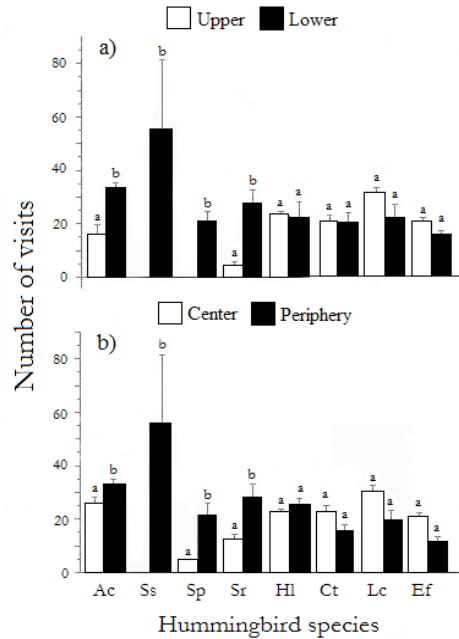 Upper Lower
a)
80
60
40
20
0
a b b b a b a a a a a a a a
Number of visits
Center Periphery
b)
80
60
40
20
0
a b b a b a b a a a a a a a a
Ac Ss Sp Sr Hl Ct Lc Ef
Hummingbird species